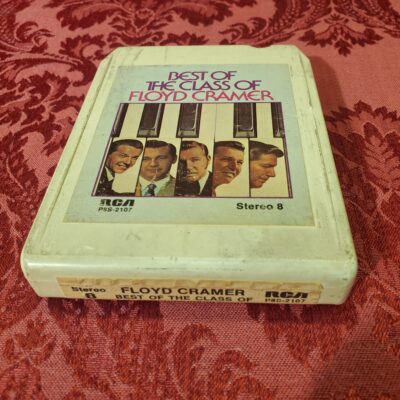 BEST OF
THE CLASS OF
FLOYD CRAMER
RCA
P8S-2107
Stereo 8
Stereo
8
FLOYD CRAMER
BEST OF THE CLASS OF
RCA
P8S-2107